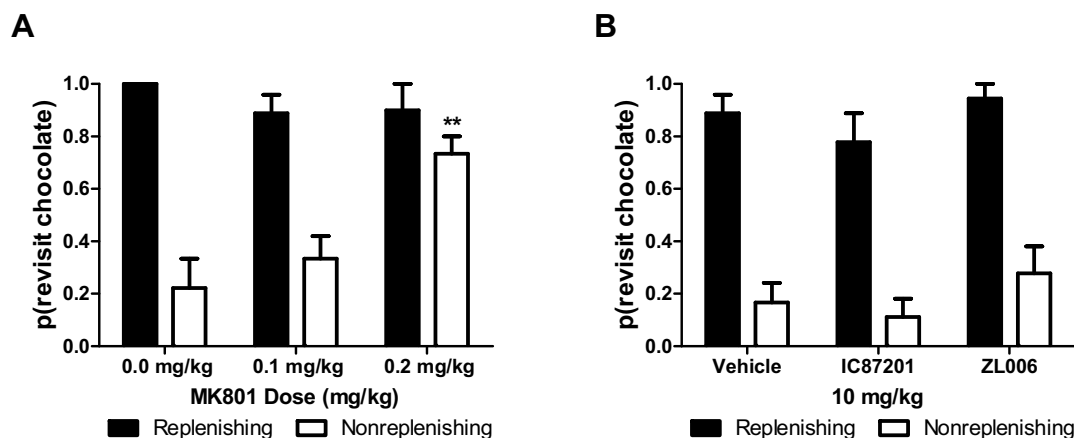 A
p(revisit chocolate)
1.0
0.8
0.6
0.4
0.2
0.0
**
0.0 mg/kg 0.1 mg/kg 0.2 mg/kg
MK801 Dose (mg/kg)
Replenishing Nonreplenishing
B
p(revisit chocolate)
1.0
0.8
0.6
0.4
0.2
0.0
Vehicle IC87201 ZL006
10 mg/kg
Replenishing Nonreplenishing